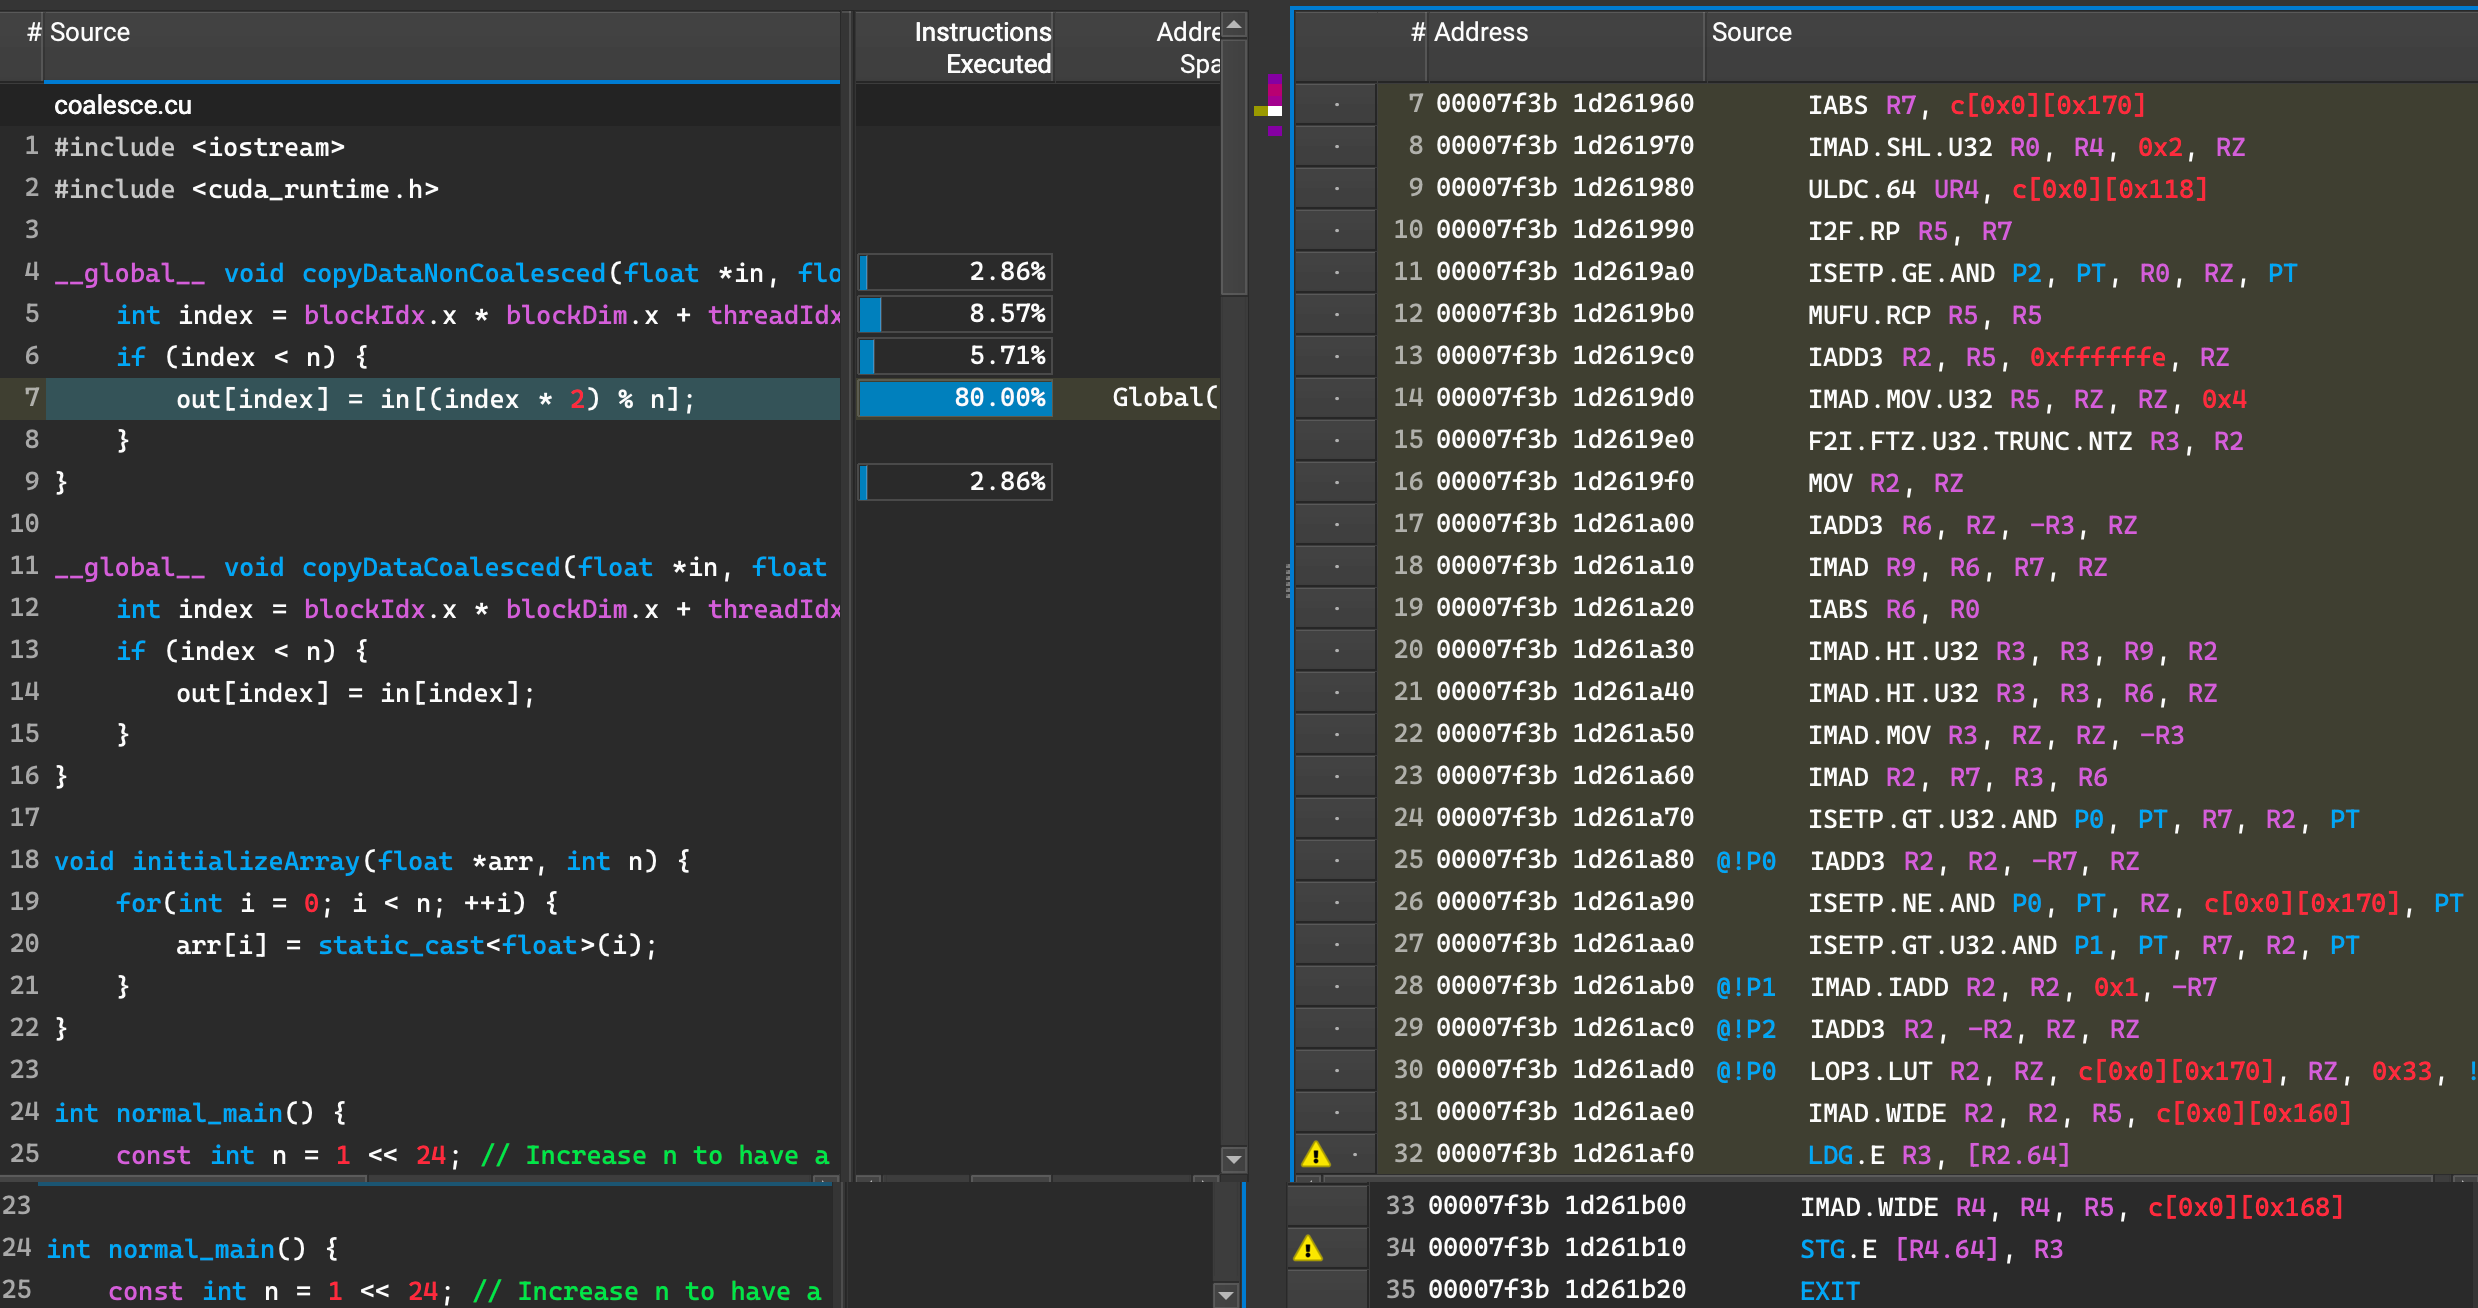 # Source
coalesce.cu
1 #include <iostream>
2 #include <cuda_runtime.h>
3
4 __global__ void copyDataNonCoalesced(float *in, flo
5 int index = blockIdx.x * blockDim.x + threadIdx
6 if (index < n) {
7 out[index] = in[(index * 2) % n];
8 }
9 }
10
11 __global__ void copyDataCoalesced(float *in, float
12 int index = blockIdx.x * blockDim.x + threadIdx
13 if (index < n) {
14 out[index] = in[index];
15 }
16 }
17
18 void initializeArray(float *arr, int n) {
19 for(int i = 0; i < n; ++i) {
20 arr[i] = static_cast<float>(i);
21 }
22 }
23
24 int normal_main() {
25 const int n = 1 << 24; // Increase n to have a
23
24 int normal_main() {
25 const int n = 1 << 24; // Increase n to have a
Instructions
Executed
Addre
Spa
2.86%
8.57%
5.71%
80.00% Global(
2.86%
# Address Source
7 00007f3b 1d261960 IABS R7, c[0x0][0x170]
8 00007f3b 1d261970 IMAD.SHL.U32 R0, R4, 0x2, RZ
9 00007f3b 1d261980 ULDC.64 UR4, c[0x0][0x118]
10 00007f3b 1d261990 I2F.RP R5, R7
11 00007f3b 1d2619a0 ISETP.GE.AND P2, PT, R0, RZ, PT
12 00007f3b 1d2619b0 MUFU.RCP R5, R5
13 00007f3b 1d2619c0 IADD3 R2, R5, 0xffffffe, RZ
14 00007f3b 1d2619d0 IMAD.MOV.U32 R5, RZ, RZ, 0x4
15 00007f3b 1d2619e0 F2I.FTZ.U32.TRUNC.NTZ R3, R2
16 00007f3b 1d2619f0 MOV R2, RZ
17 00007f3b 1d261a00 IADD3 R6, RZ, -R3, RZ
18 00007f3b 1d261a10 IMAD R9, R6, R7, RZ
19 00007f3b 1d261a20 IABS R6, R0
20 00007f3b 1d261a30 IMAD.HI.U32 R3, R3, R9, R2
21 00007f3b 1d261a40 IMAD.HI.U32 R3, R3, R6, RZ
22 00007f3b 1d261a50 IMAD.MOV R3, RZ, RZ, -R3
23 00007f3b 1d261a60 IMAD R2, R7, R3, R6
24 00007f3b 1d261a70 ISETP.GT.U32.AND P0, PT, R7, R2, PT
25 00007f3b 1d261a80 @!P0 IADD3 R2, R2, -R7, RZ
26 00007f3b 1d261a90 ISETP.NE.AND P0, PT, RZ, c[0x0][0x170], PT
27 00007f3b 1d261aa0 ISETP.GT.U32.AND P1, PT, R7, R2, PT
28 00007f3b 1d261ab0 @!P1 IMAD.IADD R2, R2, 0x1, -R7
29 00007f3b 1d261ac0 @!P2 IADD3 R2, -R2, RZ, RZ
30 00007f3b 1d261ad0 @!P0 LOP3.LUT R2, RZ, c[0x0][0x170], RZ, 0x33, !
31 00007f3b 1d261ae0 IMAD.WIDE R2, R2, R5, c[0x0][0x160]
32 00007f3b 1d261af0 LDG.E R3, [R2.64]
33 00007f3b 1d261b00 IMAD.WIDE R4, R4, R5, c[0x0][0x168]
34 00007f3b 1d261b10 STG.E [R4.64], R3
35 00007f3b 1d261b20 EXIT